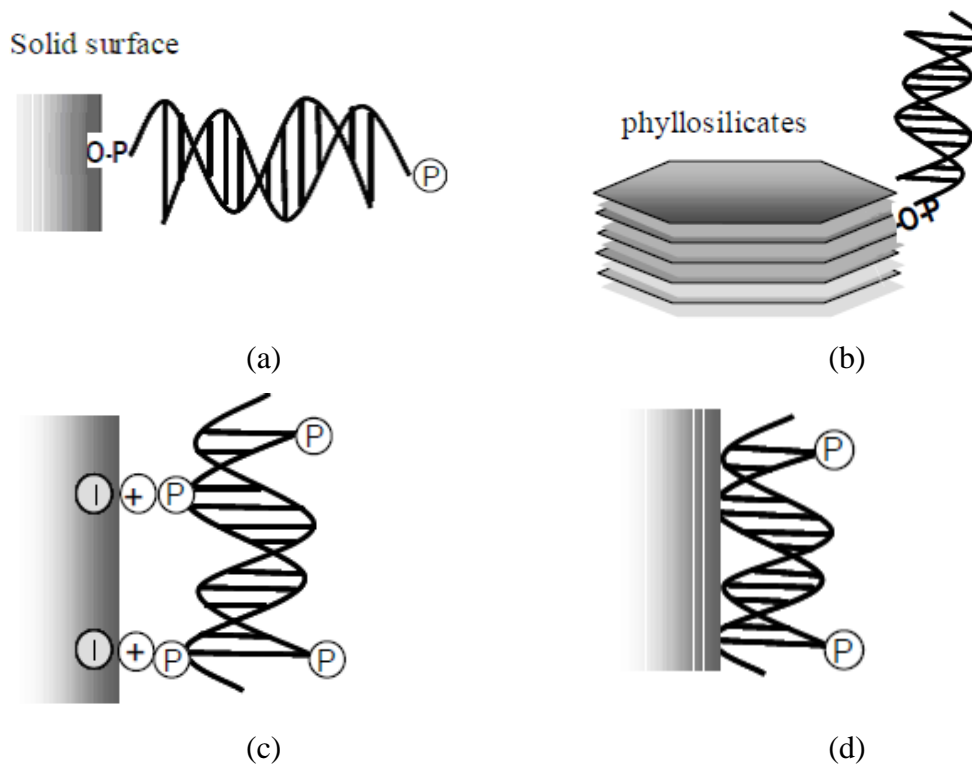 Solid surface
O-P
P
phyllosilicates
-O-P
(a)
(b)
P
I + P
I + P
P
P
P
(c)
(d)